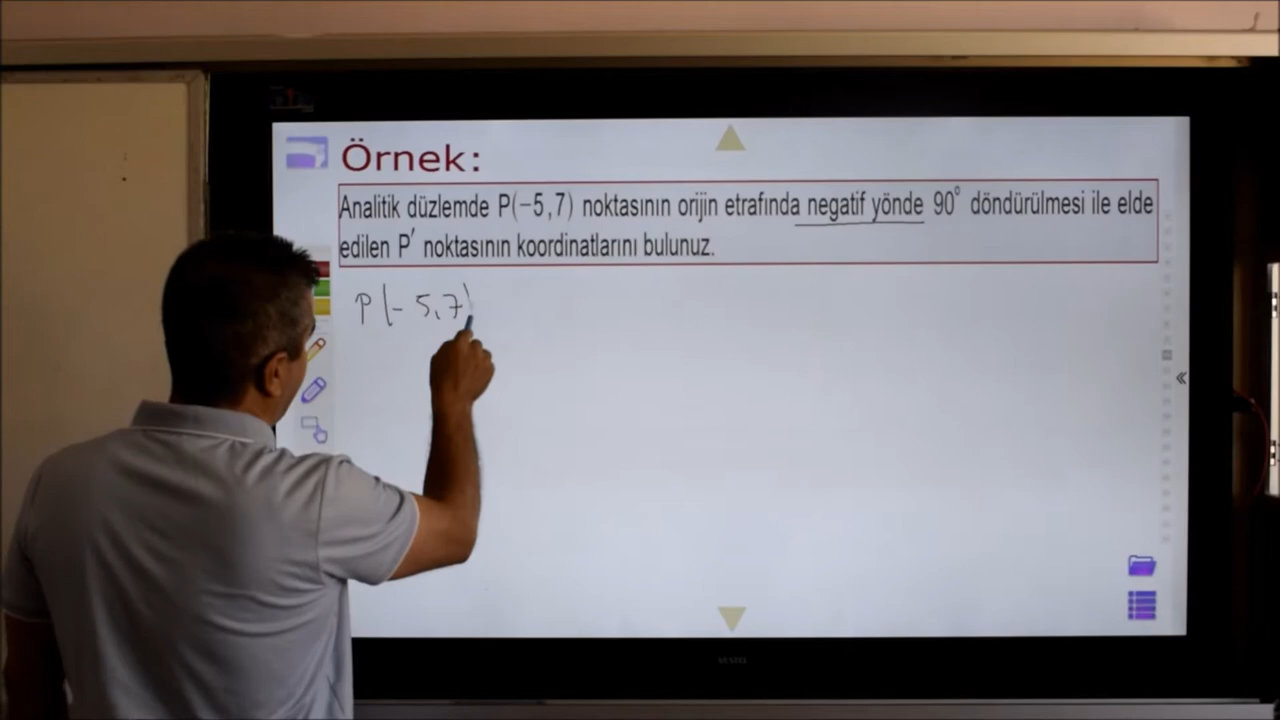 Örnek:
Analitik düzlemde P(−5,7) noktasının orijin etrafında negatif yönde 90° döndürülmesi ile elde
edilen P′ noktasının koordinatlarını bulunuz.
P(-5,7)
VESTEL